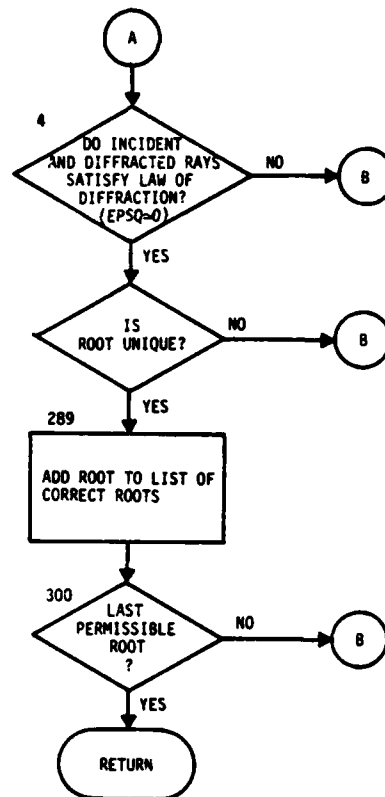 A
4
DO INCIDENT
AND DIFFRACTED RAYS
SATISFY LAW OF
DIFFRACTION?
(EPSQ=0)
NO
B
YES
IS
ROOT UNIQUE?
NO
B
YES
289
ADD ROOT TO LIST OF
CORRECT ROOTS
300
LAST
PERMISSIBLE
ROOT
?
NO
B
YES
RETURN